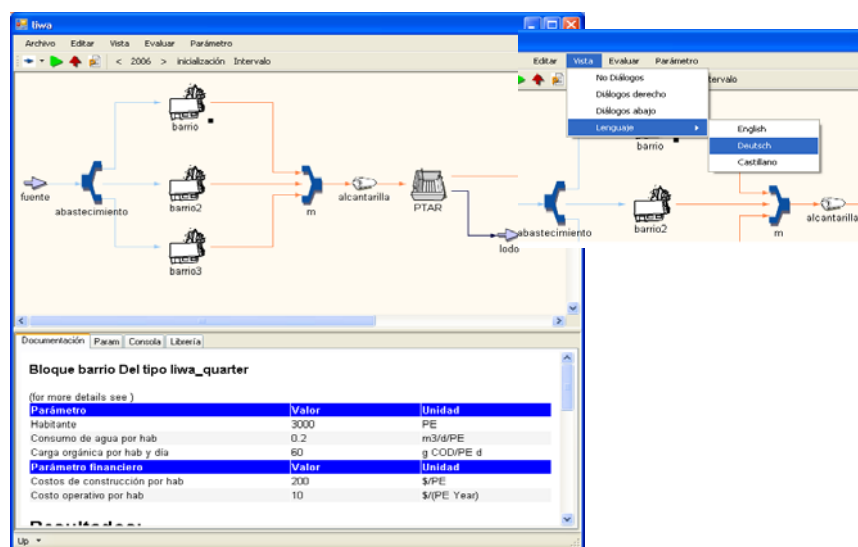 liwa
Archivo Editar Vista Evaluar Parámetro
< 2006 > inicialización Intervalo
barrio
fuente
abastecimiento
barrio2
m
alcantarilla
PTAR
lodo
barrio3
Editar Vista Evaluar Parámetro
No Diálogos
tervalo
Diálogos derecho
Diálogos abajo
Lenguaje
English
Deutsch
Castillano
barrio
abastecimiento
barrio2
m
alcantarilla
Documentación Param Consola Librería
Bloque barrio Del tipo liwa_quarter
(for more details see )
Parámetro Valor Unidad
Habitante 3000 PE
Consumo de agua por hab 0.2 m3/d/PE
Carga orgánica por hab y día 60 g COD/PE d
Parámetro financiero Valor Unidad
Costos de construcción por hab 200 $/PE
Costo operativo por hab 10 $/(PE Year)
Resultados:
Up